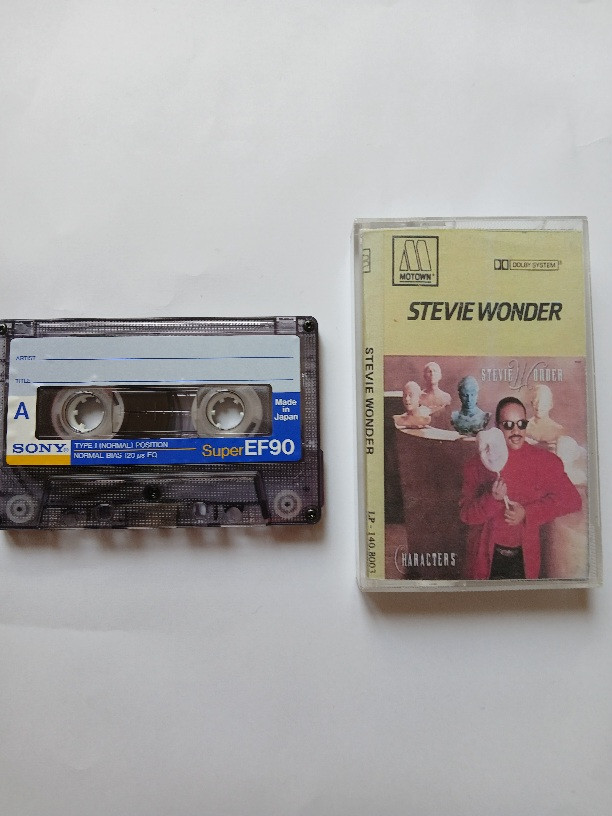 ARTIST
TITLE
A
Made
in
Japan
SONY®
TYPE I (NORMAL) POSITION
NORMAL BIAS 120 µs EQ
Super EF90
MOTOWN®
DOLBY SYSTEM®
STEVIE WONDER
STEVIE WONDER
LP - 140.8003
STEVIE WONDER
CHARACTERS